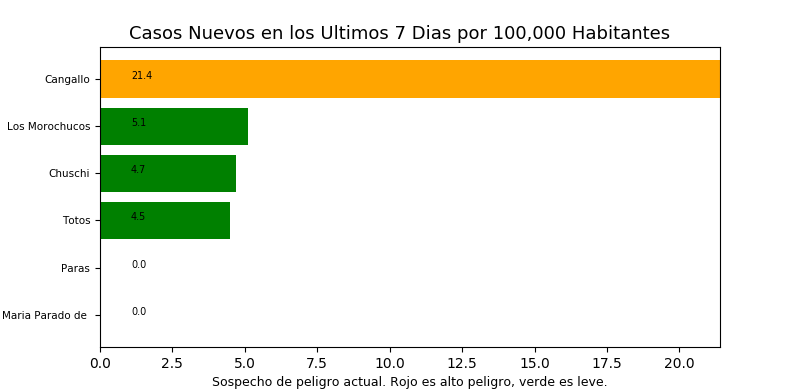 Casos Nuevos en los Ultimos 7 Dias por 100,000 Habitantes
Cangallo 21.4
Los Morochucos 5.1
Chuschi 4.7
Totos 4.5
Paras 0.0
Maria Parado de 0.0
0.0 2.5 5.0 7.5 10.0 12.5 15.0 17.5 20.0
Sospecho de peligro actual. Rojo es alto peligro, verde es leve.